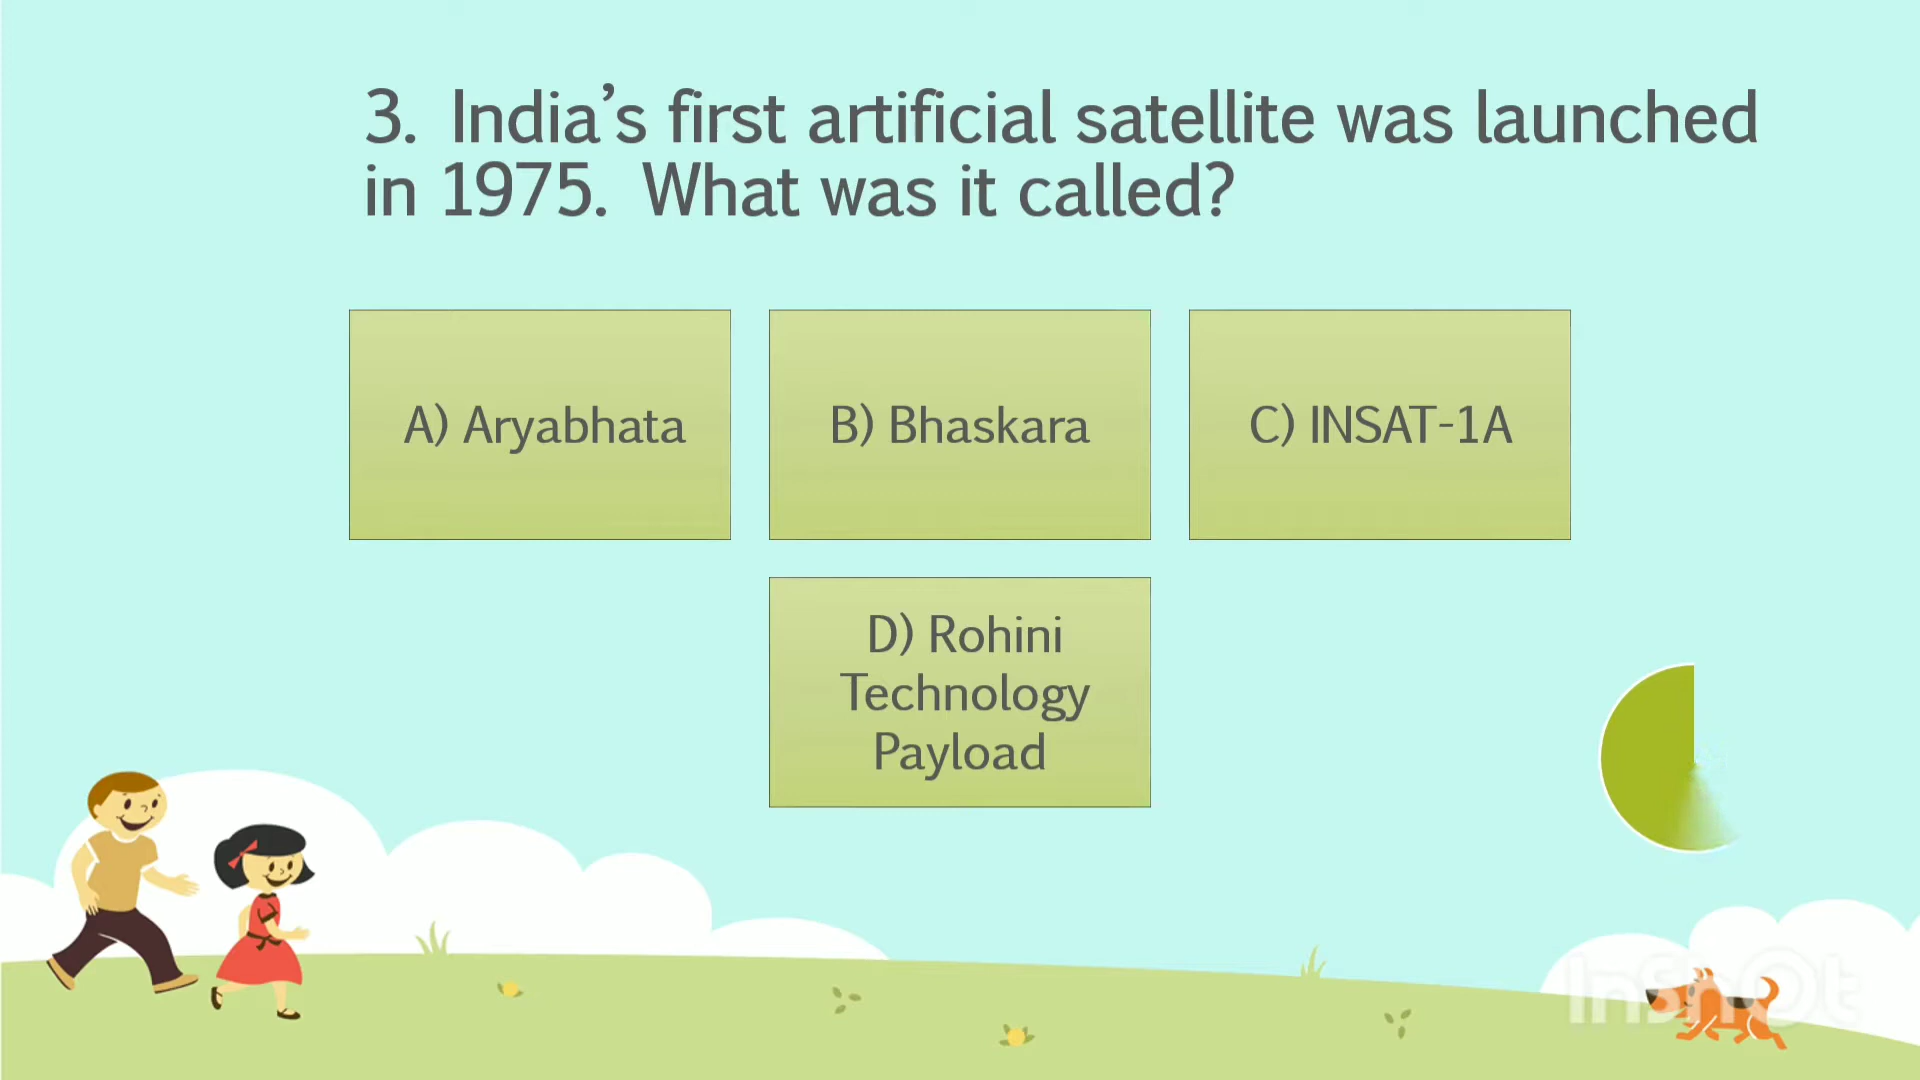 3. India’s first artificial satellite was launched
in 1975. What was it called?
A) Aryabhata
B) Bhaskara
C) INSAT-1A
D) Rohini
Technology
Payload
InShOt